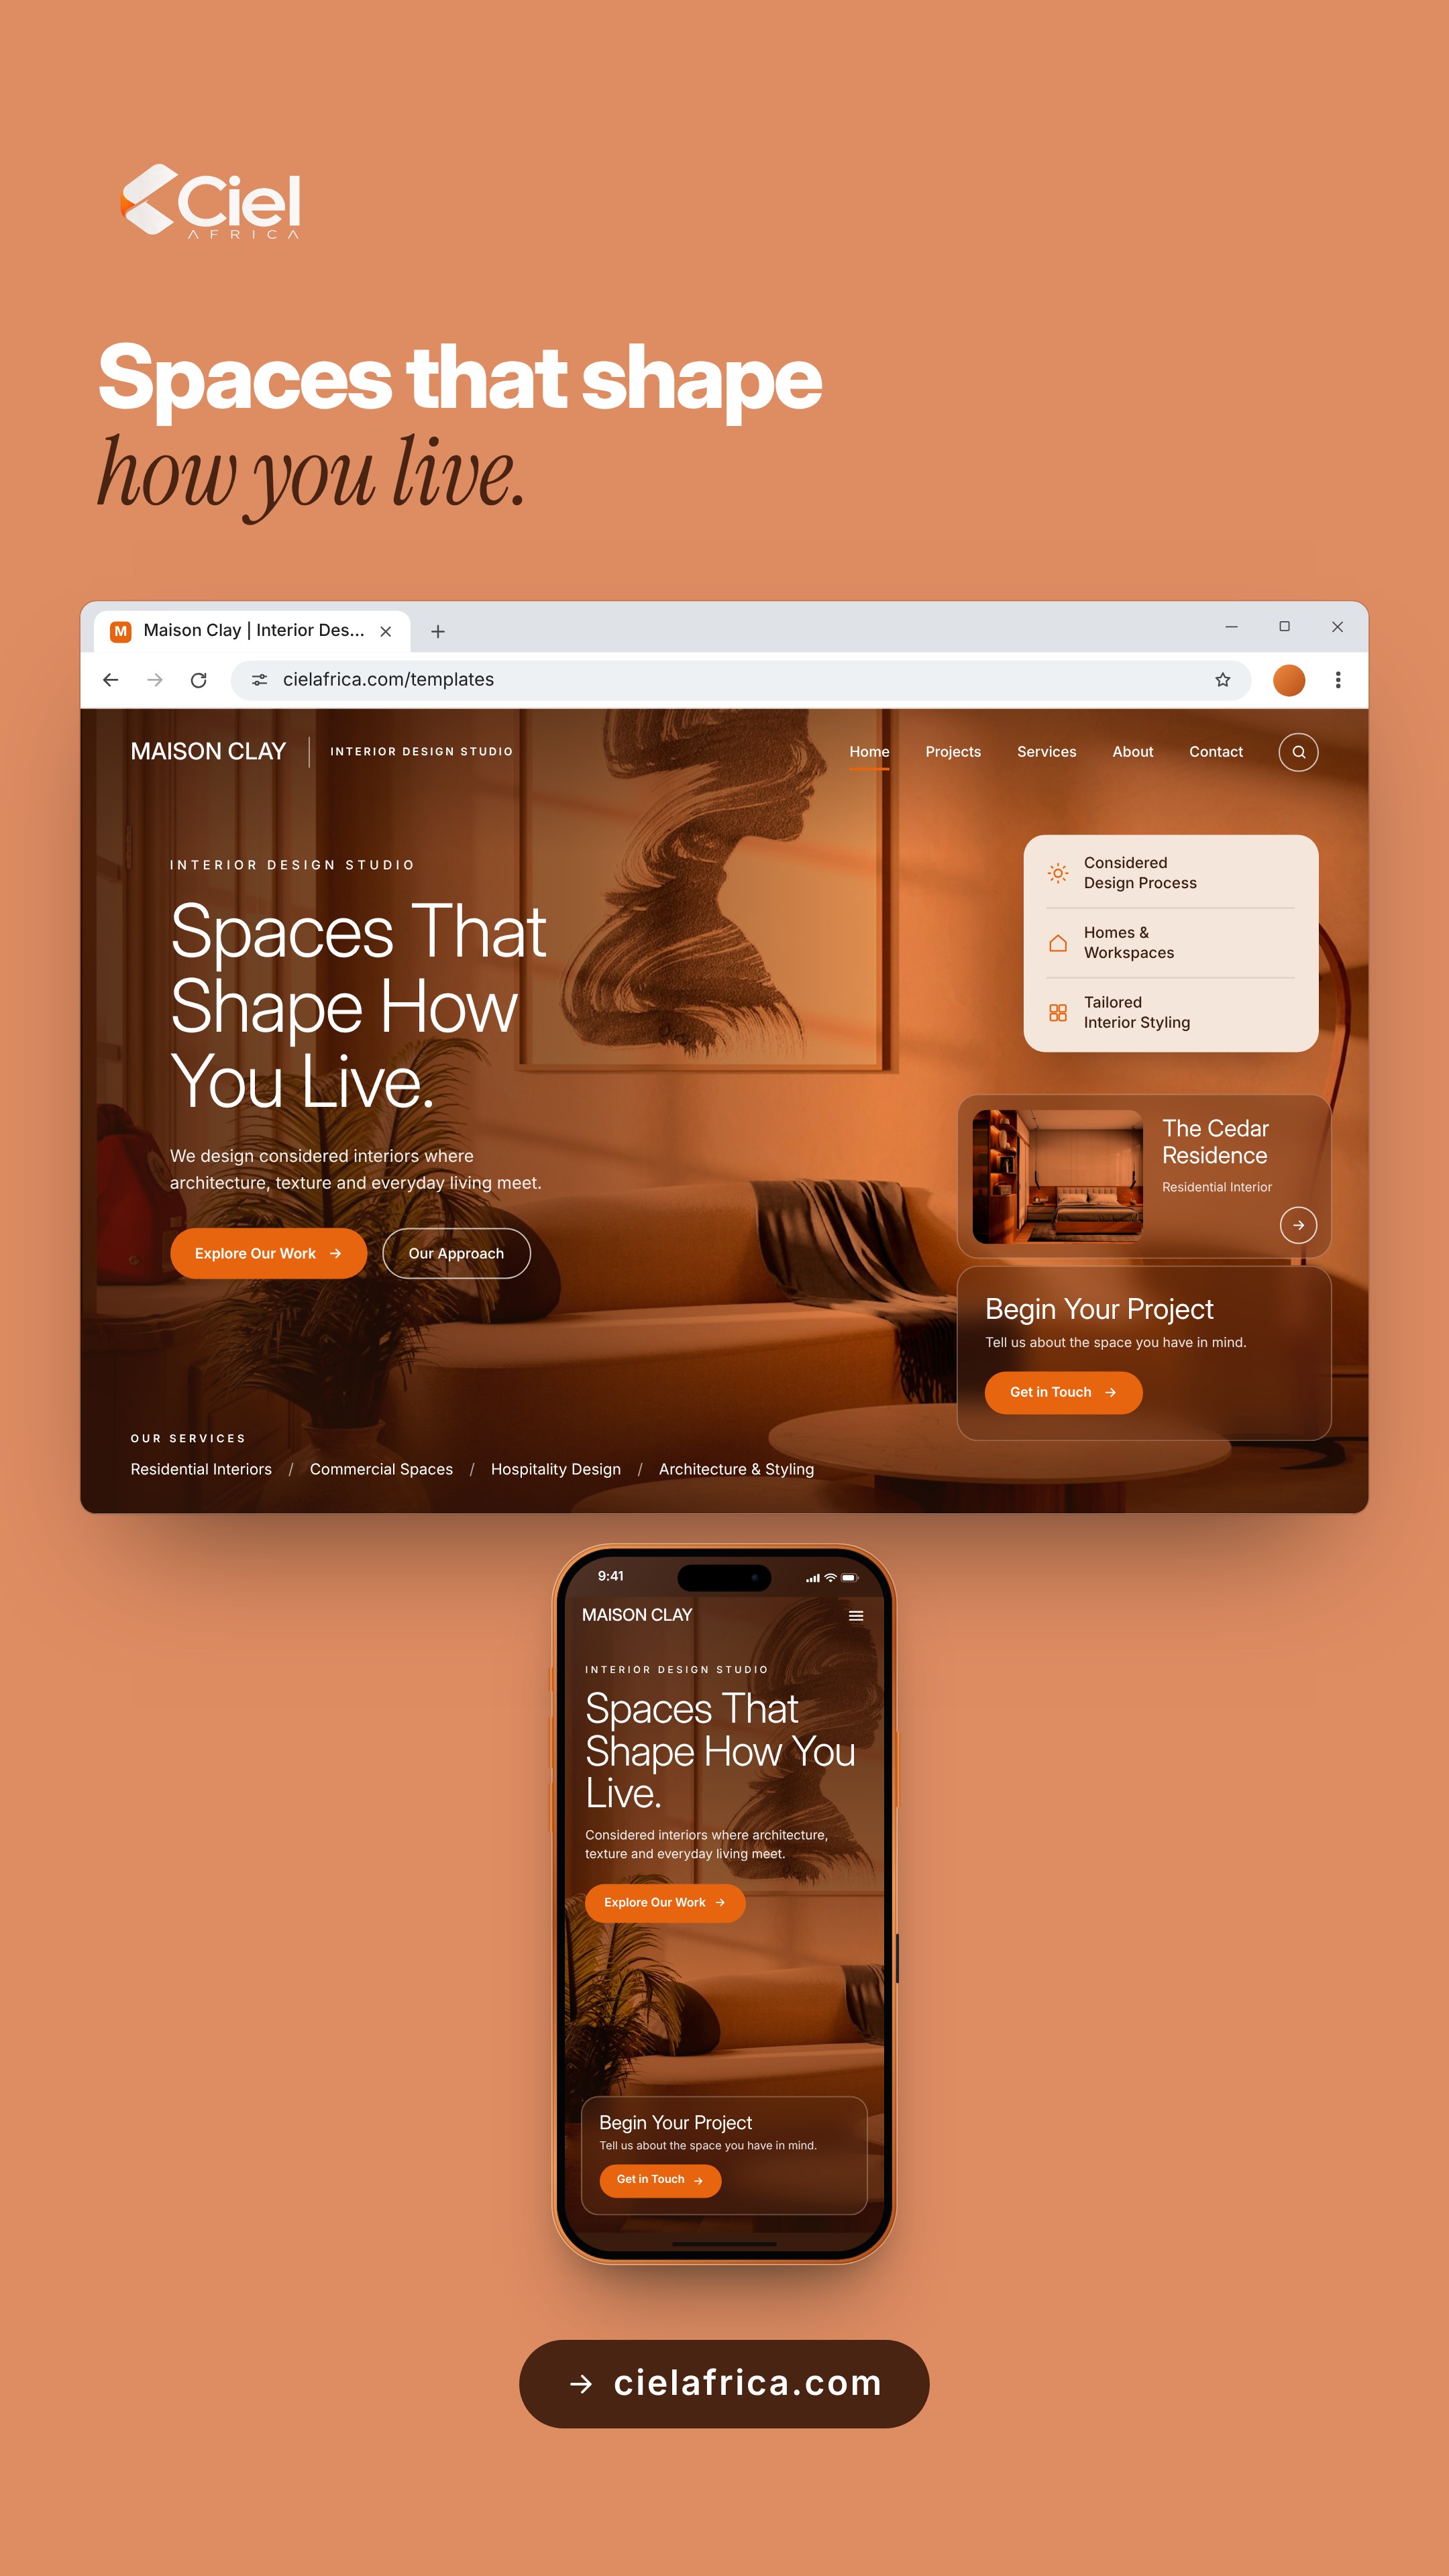 Ciel
AFRICA
Spaces that shape
how you live.
M
Maison Clay | Interior Des...
cielafrica.com/templates
MAISON CLAY
INTERIOR DESIGN STUDIO
Home
Projects
Services
About
Contact
INTERIOR DESIGN STUDIO
Spaces That
Shape How
You Live.
We design considered interiors where
architecture, texture and everyday living meet.
Explore Our Work →
Our Approach
Considered
Design Process
Homes &
Workspaces
Tailored
Interior Styling
The Cedar
Residence
Residential Interior
Begin Your Project
Tell us about the space you have in mind.
Get in Touch →
OUR SERVICES
Residential Interiors / Commercial Spaces / Hospitality Design / Architecture & Styling
9:41
MAISON CLAY
INTERIOR DESIGN STUDIO
Spaces That
Shape How You
Live.
Considered interiors where architecture,
texture and everyday living meet.
Explore Our Work →
Begin Your Project
Tell us about the space you have in mind.
Get in Touch →
→ cielafrica.com